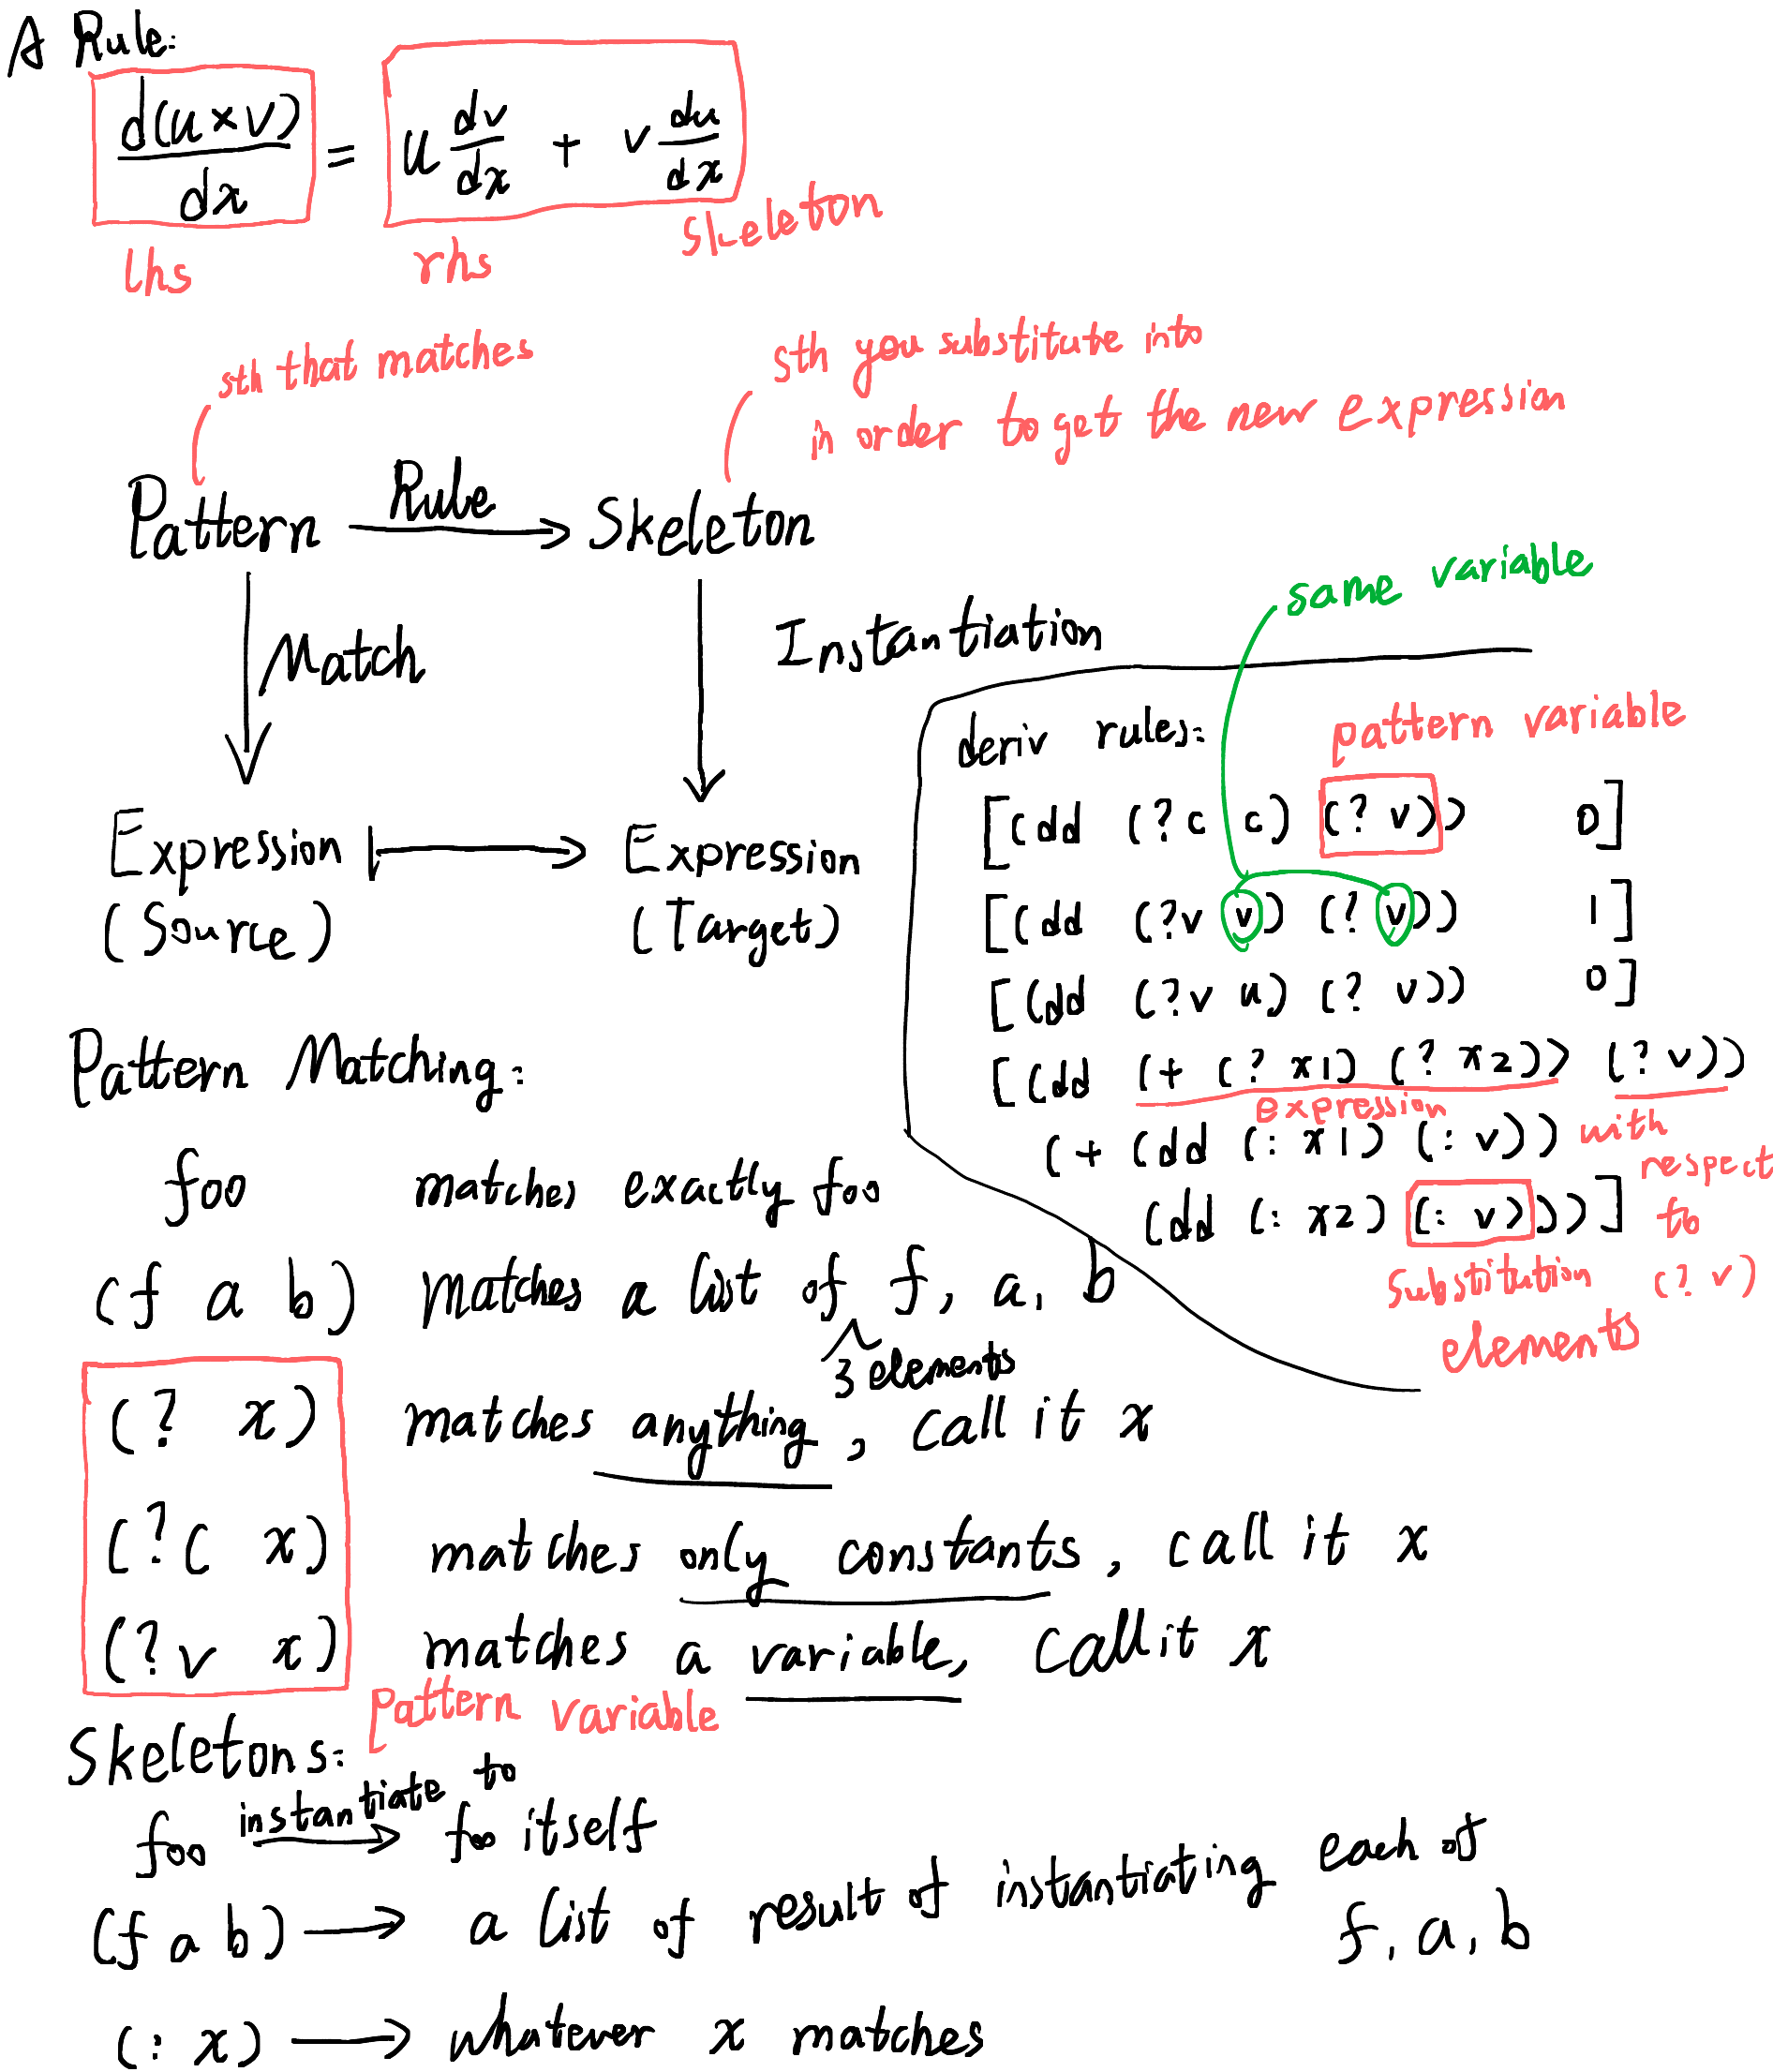 A Rule:
d(u×v)/dx = u dv/dx + v du/dx
lhs rhs skeleton
sth that matches
sth you substitute into
in order to get the new expression
Pattern Rule Skeleton
Match
Instantiation
Expression Expression
(Source) (Target)
same variable
deriv rules:
pattern variable
[(dd (?c c) (? v)) 0]
[(dd (?v v) (? v)) 1]
[(dd (?v u) (? v)) 0]
[(dd (+ (? x1) (? x2)) (? v))
expression
(+ (dd (: x1) (: v))
(dd (: x2) (: v)))]
with
respect
to
(? v)
Substitution
elements
Pattern Matching:
foo matches exactly foo
(f a b) matches a list of f, a, b
3 elements
(? x) matches anything, call it x
(?c x) matches only constants, call it x
(?v x) matches a variable, call it x
Pattern variable
Skeletons:
foo instantiate to foo itself
(f a b) → a list of result of instantiating each of
f, a, b
(: x) → whatever x matches